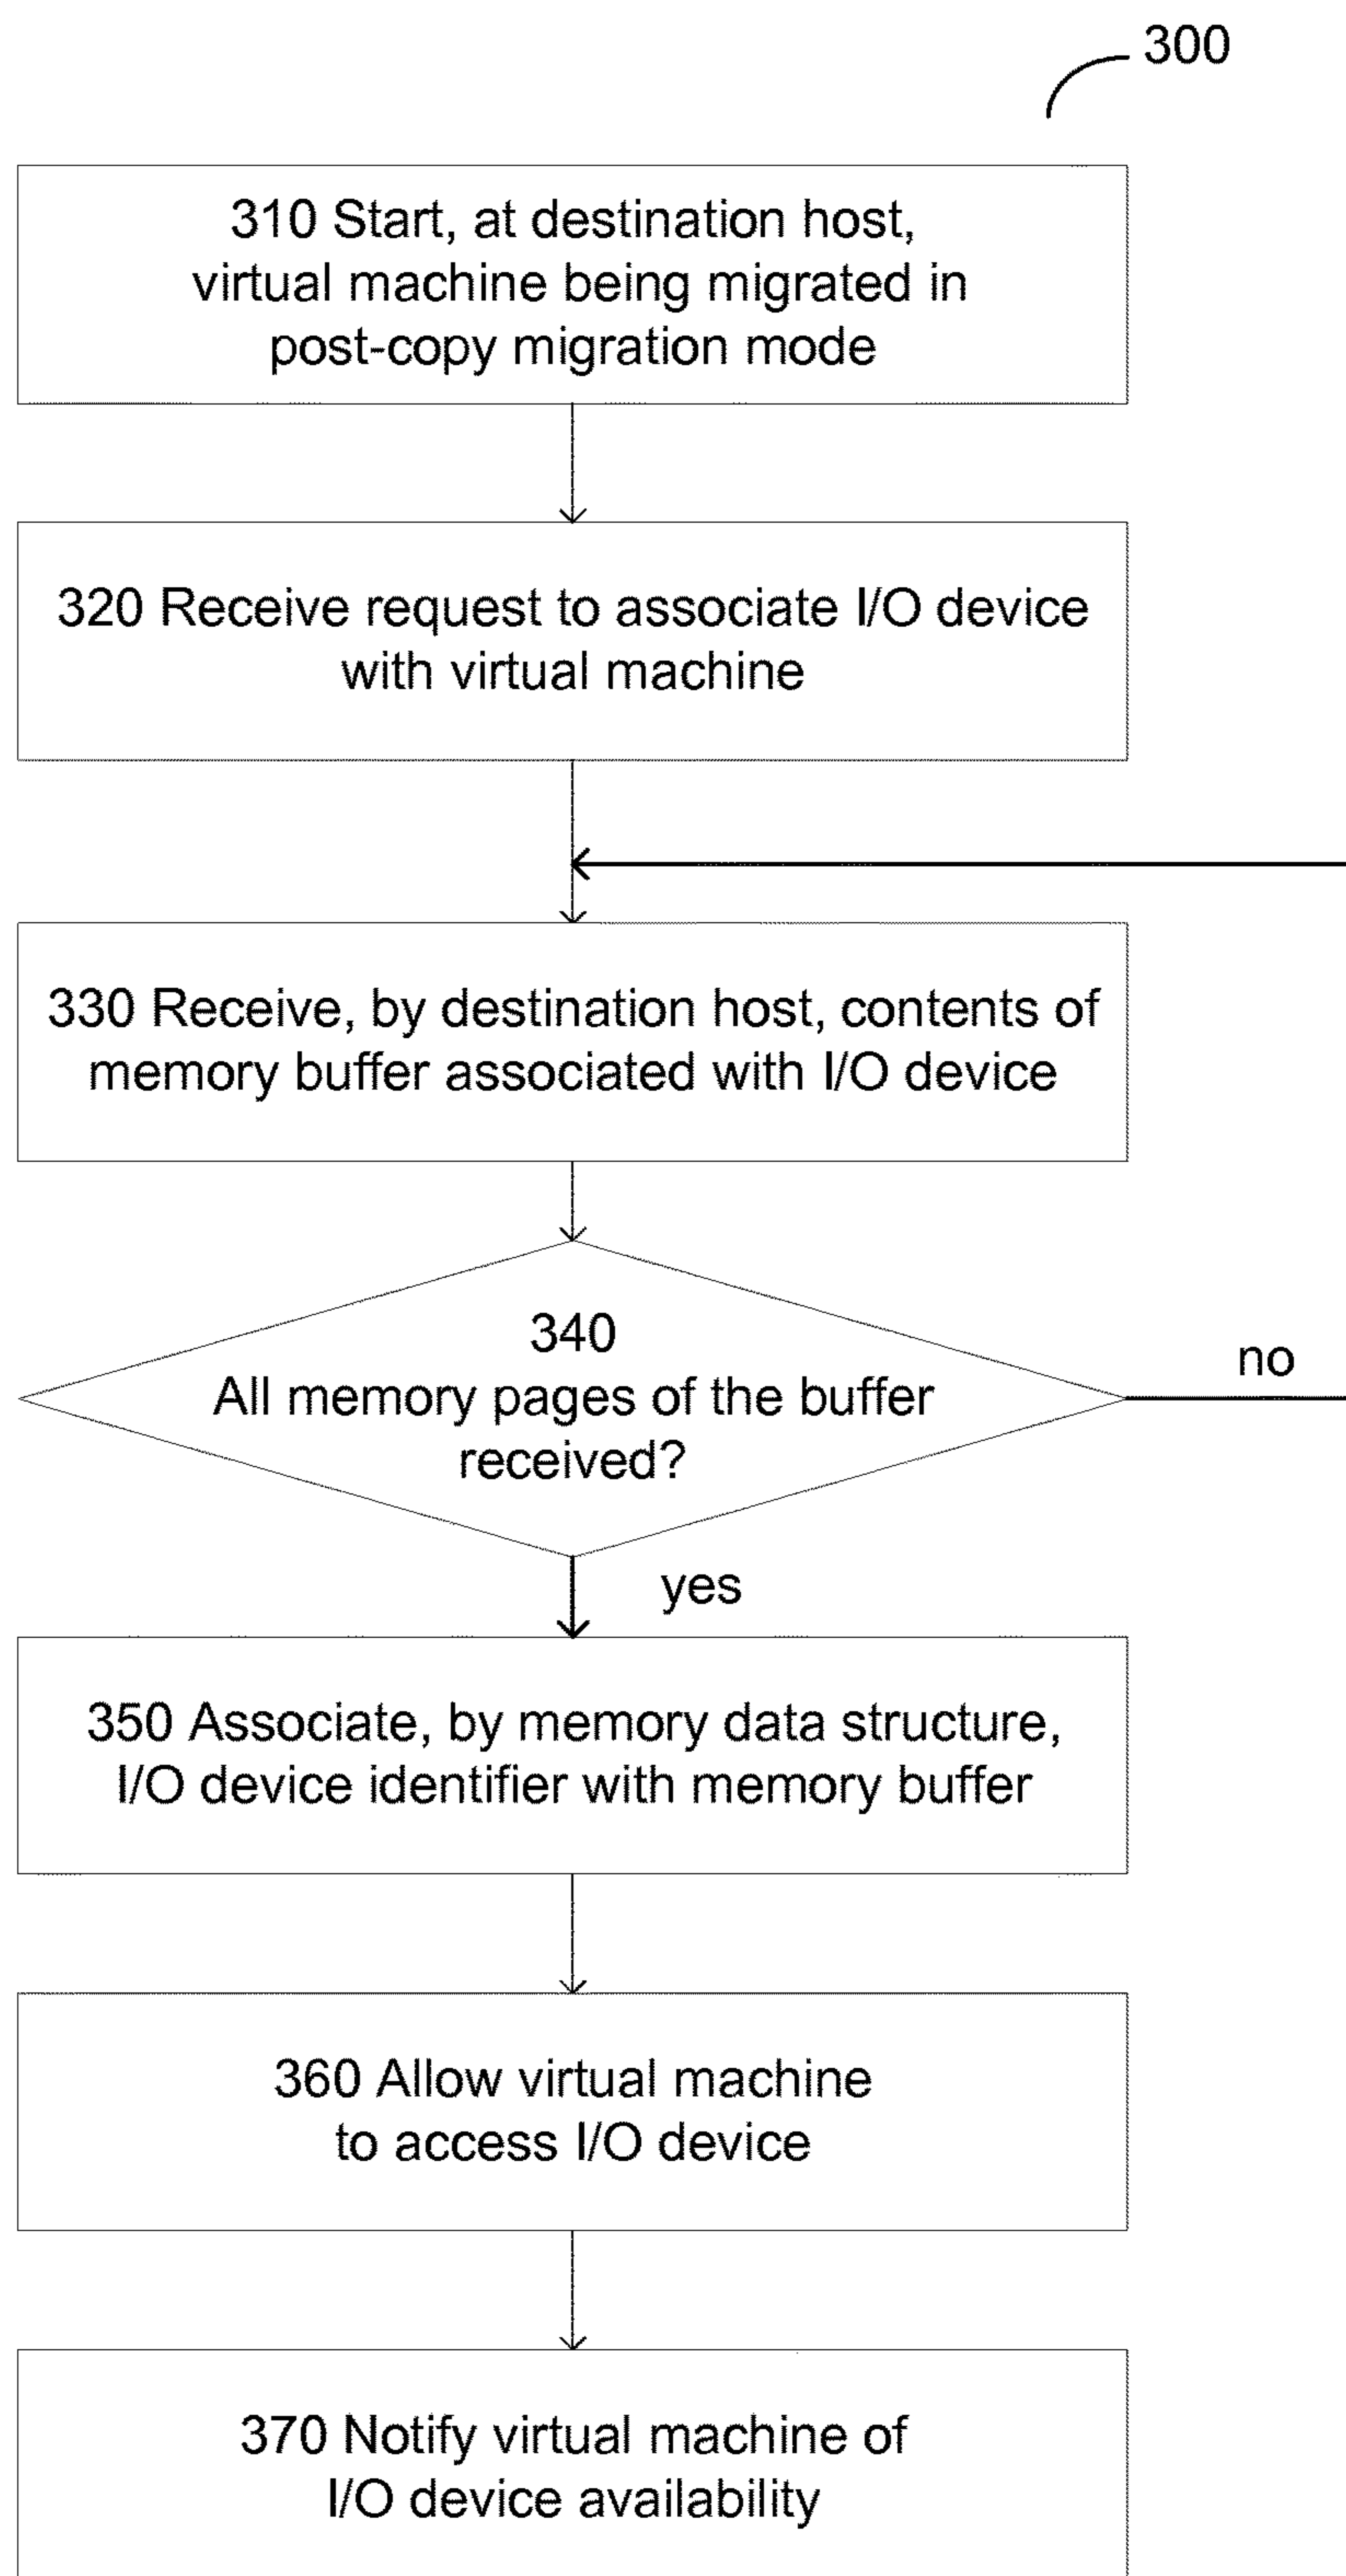 300
310 Start, at destination host,
virtual machine being migrated in
post-copy migration mode
320 Receive request to associate I/O device
with virtual machine
330 Receive, by destination host, contents of
memory buffer associated with I/O device
340
All memory pages of the buffer
received?
no
yes
350 Associate, by memory data structure,
I/O device identifier with memory buffer
360 Allow virtual machine
to access I/O device
370 Notify virtual machine of
I/O device availability